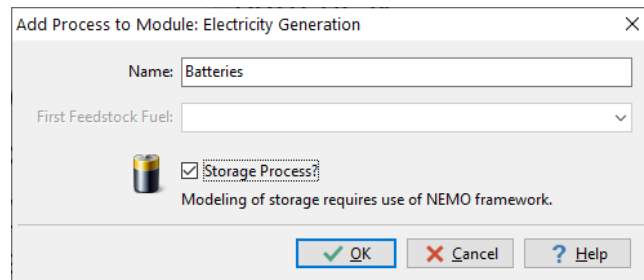 Add Process to Module: Electricity Generation
Name: Batteries
First Feedstock Fuel:
Storage Process?
Modeling of storage requires use of NEMO framework.
OK Cancel ? Help